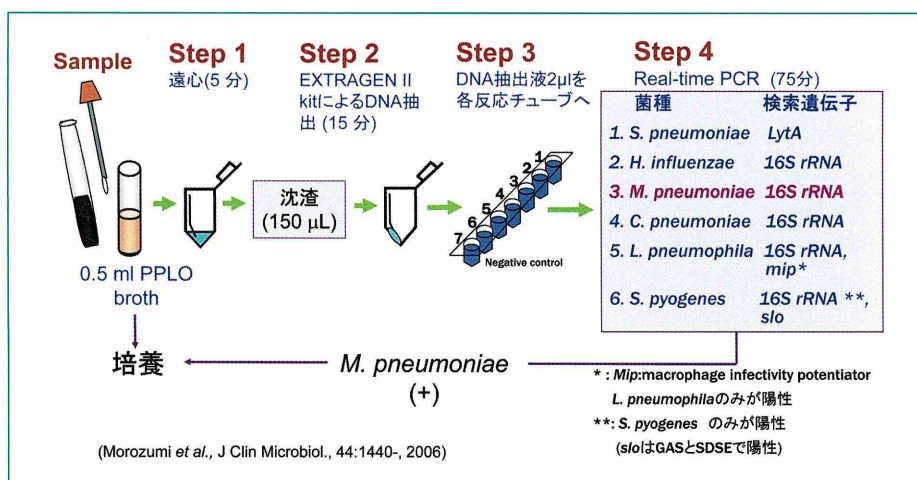 Sample
0.5 ml PPLO
broth
Step 1
遠心(5 分)
Step 2
EXTRAGEN II
kitによるDNA抽
出 (15 分)
沈渣
(150 μL)
Step 3
DNA抽出液2μlを
各反応チューブへ
1
2
3
4
5
6
7
Negative control
Step 4
Real-time PCR (75分)
菌種 検索遺伝子
1. S. pneumoniae LytA
2. H. influenzae 16S rRNA
3. M. pneumoniae 16S rRNA
4. C. pneumoniae 16S rRNA
5. L. pneumophila 16S rRNA,
mip*
6. S. pyogenes 16S rRNA **,
slo
培養
M. pneumoniae
(+)
* : Mip:macrophage infectivity potentiator
L. pneumophilaのみが陽性
**: S. pyogenes のみが陽性
(sloはGASとSDSEで陽性)
(Morozumi et al., J Clin Microbiol., 44:1440-, 2006)